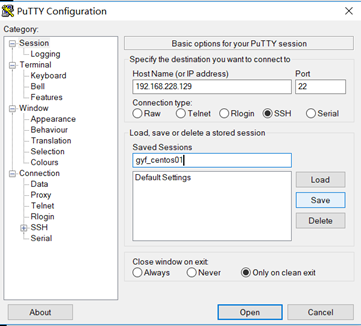 PuTTY Configuration
Category:
Session
Logging
Terminal
Keyboard
Bell
Features
Window
Appearance
Behaviour
Translation
Selection
Colours
Connection
Data
Proxy
Telnet
Rlogin
SSH
Serial
Basic options for your PuTTY session
Specify the destination you want to connect to
Host Name (or IP address) Port
192.168.228.129 22
Connection type:
Raw Telnet Rlogin SSH Serial
Load, save or delete a stored session
Saved Sessions
gyf_centos01
Default Settings
Load
Save
Delete
Close window on exit:
Always Never Only on clean exit
About Open Cancel